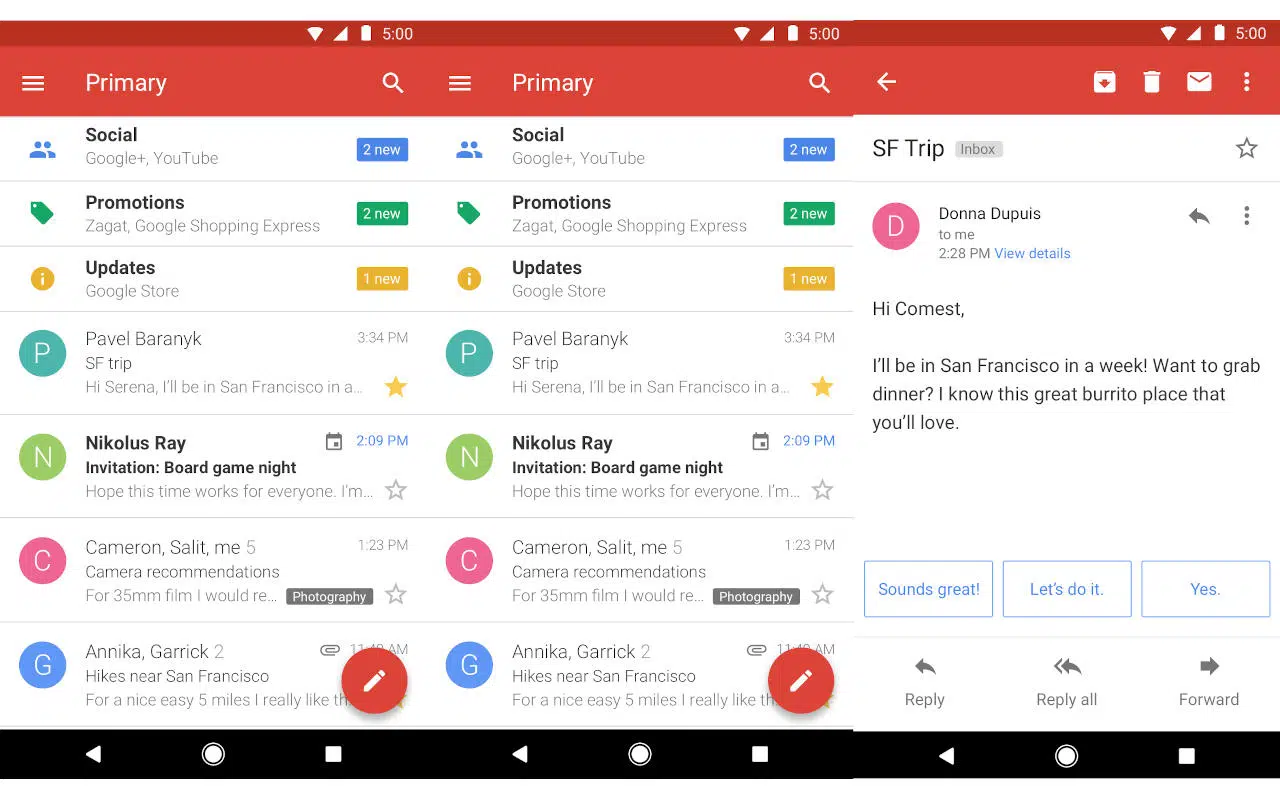 5:00
Primary
Social
Google+, YouTube
2 new
Promotions
Zagat, Google Shopping Express
2 new
Updates
Google Store
1 new
P
Pavel Baranyk
3:34 PM
SF trip
Hi Serena, I'll be in San Francisco in a...
N
Nikolus Ray
2:09 PM
Invitation: Board game night
Hope this time works for everyone. I'm...
C
Cameron, Salit, me 5
1:23 PM
Camera recommendations
For 35mm film I would re...
Photography
G
Annika, Garrick 2
AM
Hikes near San Francisco
For a nice easy 5 miles I really like
5:00
Primary
Social
Google+, YouTube
2 new
Promotions
Zagat, Google Shopping Express
2 new
Updates
Google Store
1 new
P
Pavel Baranyk
3:34 PM
SF trip
Hi Serena, I'll be in San Francisco in a...
N
Nikolus Ray
2:09 PM
Invitation: Board game night
Hope this time works for everyone. I'm...
C
Cameron, Salit, me 5
1:23 PM
Camera recommendations
For 35mm film I would re...
Photography
G
Annika, Garrick 2
AM
Hikes near San Francisco
For a nice easy 5 miles I really like
5:00
SF Trip Inbox
D
Donna Dupuis
to me
2:28 PM View details
Hi Comest,
I'll be in San Francisco in a week! Want to grab
dinner? I know this great burrito place that
you'll love.
Sounds great! Let's do it. Yes.
Reply Reply all Forward